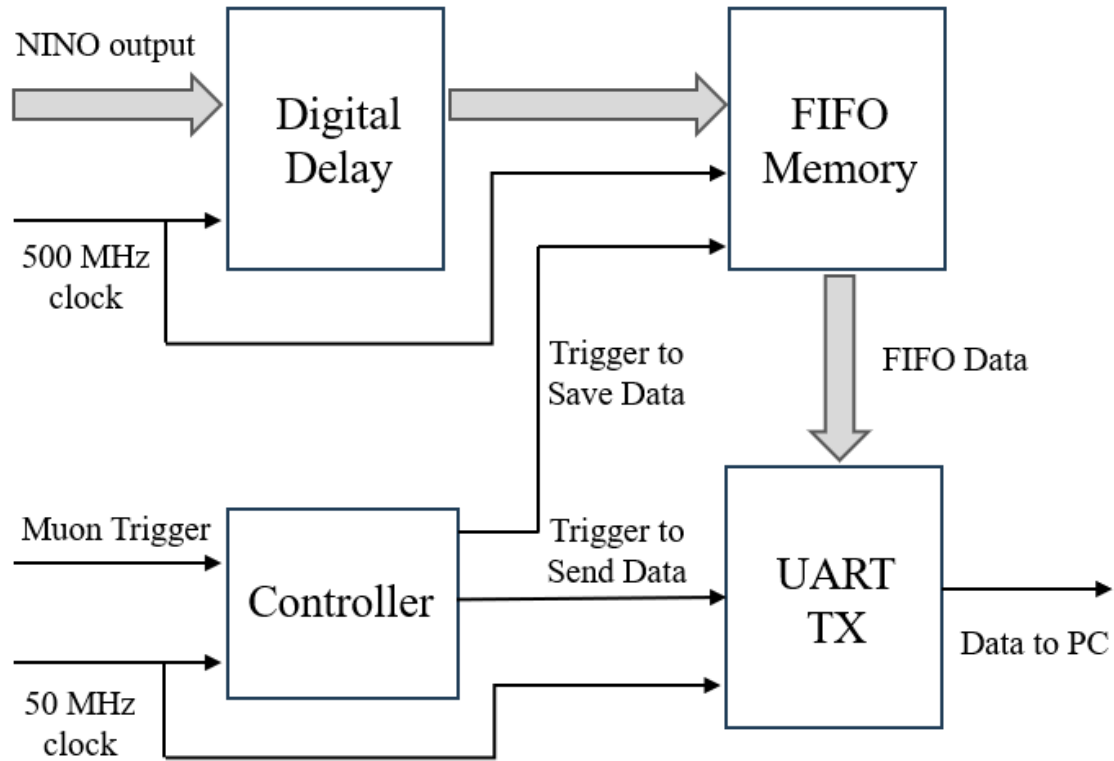 NINO output
Digital
Delay
FIFO
Memory
500 MHz
clock
Trigger to
Save Data
FIFO Data
Muon Trigger
Controller
Trigger to
Send Data
UART
TX
Data to PC
50 MHz
clock